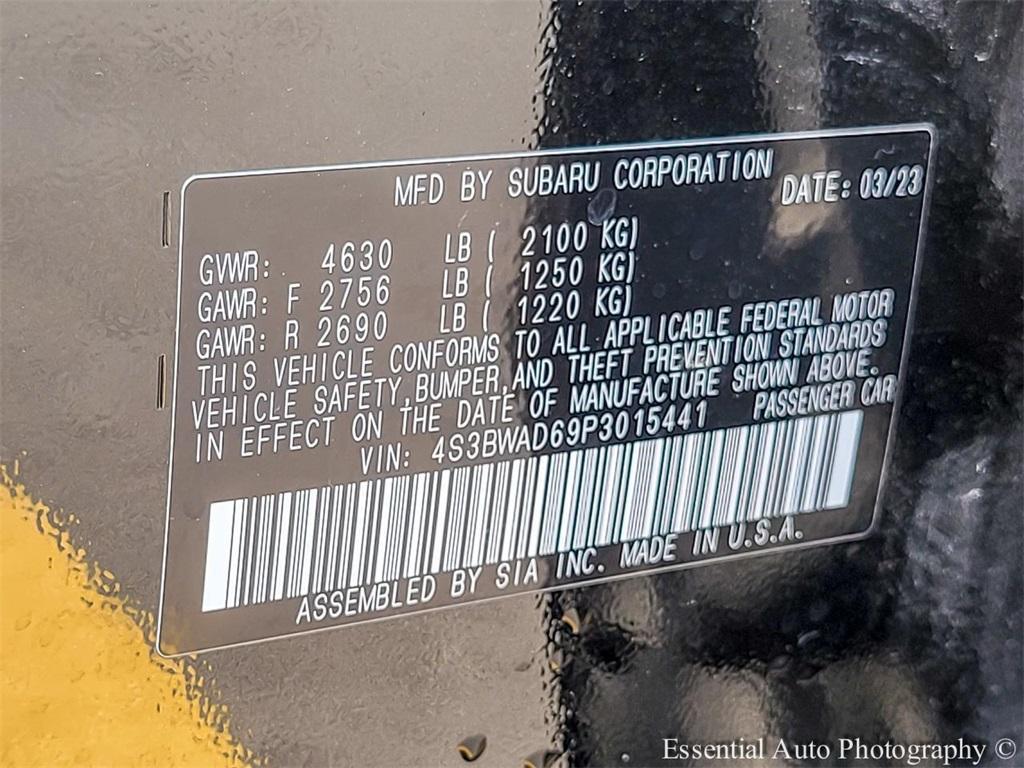 MFD BY SUBARU CORPORATION DATE: 03/23
GVWR: 4630 LB ( 2100 KG)
GAWR: F 2756 LB ( 1250 KG)
GAWR: R 2690 LB ( 1220 KG)
THIS VEHICLE CONFORMS TO ALL APPLICABLE FEDERAL MOTOR
VEHICLE SAFETY, BUMPER, AND THEFT PREVENTION STANDARDS
IN EFFECT ON THE DATE OF MANUFACTURE SHOWN ABOVE.
VIN: 4S3BWAD69P3015441 PASSENGER CAR
ASSEMBLED BY SIA INC. MADE IN U.S.A.
Essential Auto Photography ©